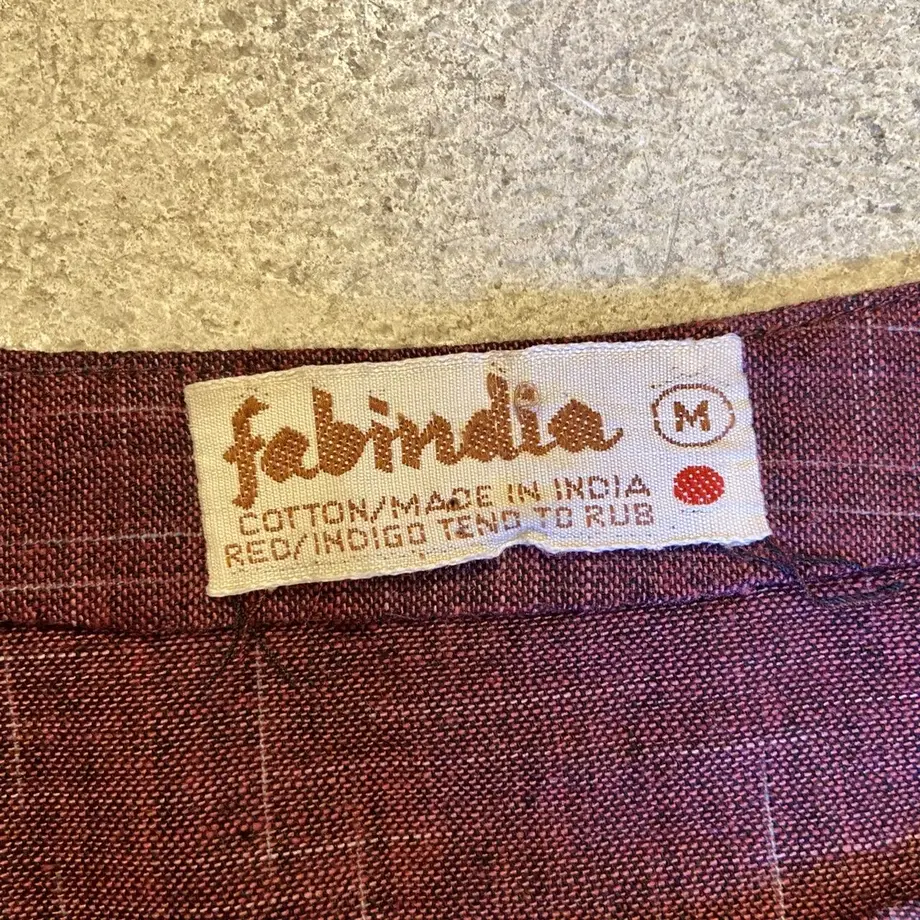 fabindia
M
COTTON/MADE IN INDIA
RED/INDIGO TEND TO RUB